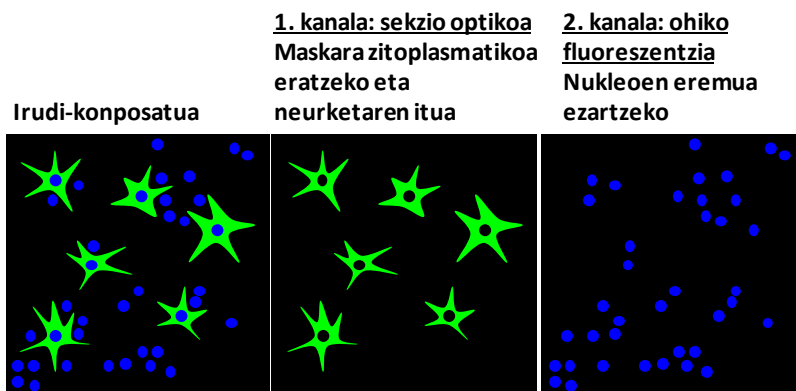 Irudi-konposatua
1. kanala: sekzio optikoa
Maskara zitoplasmatikoa
eratzeko eta
neurketaren itua
2. kanala: ohiko
fluoreszentzia
Nukleoen eremua
ezartzeko